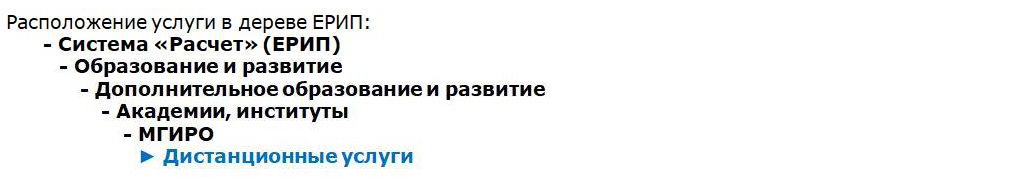 Расположение услуги в дереве ЕРИП:
- Система «Расчет» (ЕРИП)
- Образование и развитие
- Дополнительное образование и развитие
- Академии, институты
- МГИРО
► Дистанционные услуги